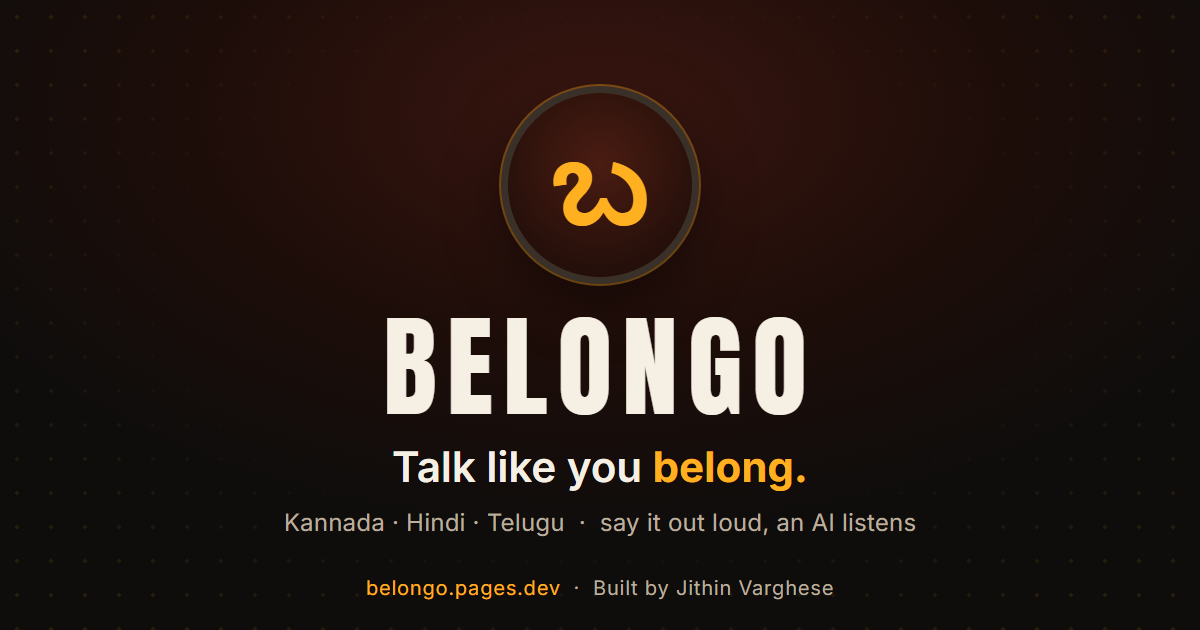 ಬ
BELONGO
Talk like you belong.
Kannada · Hindi · Telugu · say it out loud, an AI listens
belongo.pages.dev · Built by Jithin Varghese